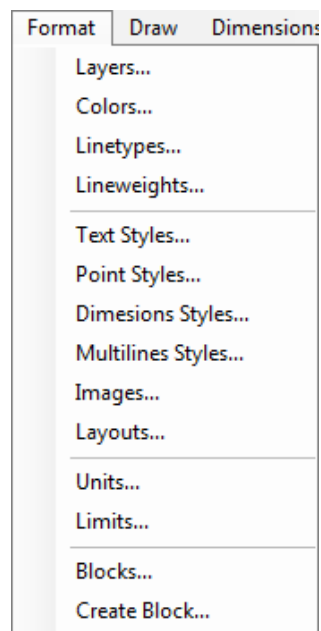 Format Draw Dimensions
Layers...
Colors...
Linetypes...
Lineweights...
Text Styles...
Point Styles...
Dimesions Styles...
Multilines Styles...
Images...
Layouts...
Units...
Limits...
Blocks...
Create Block...